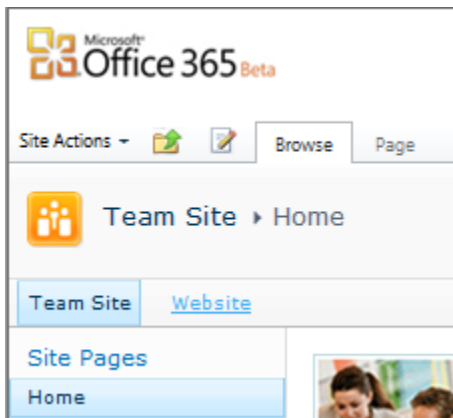 Microsoft
Office 365 Beta
Site Actions Browse Page
Team Site Home
Team Site Website
Site Pages
Home